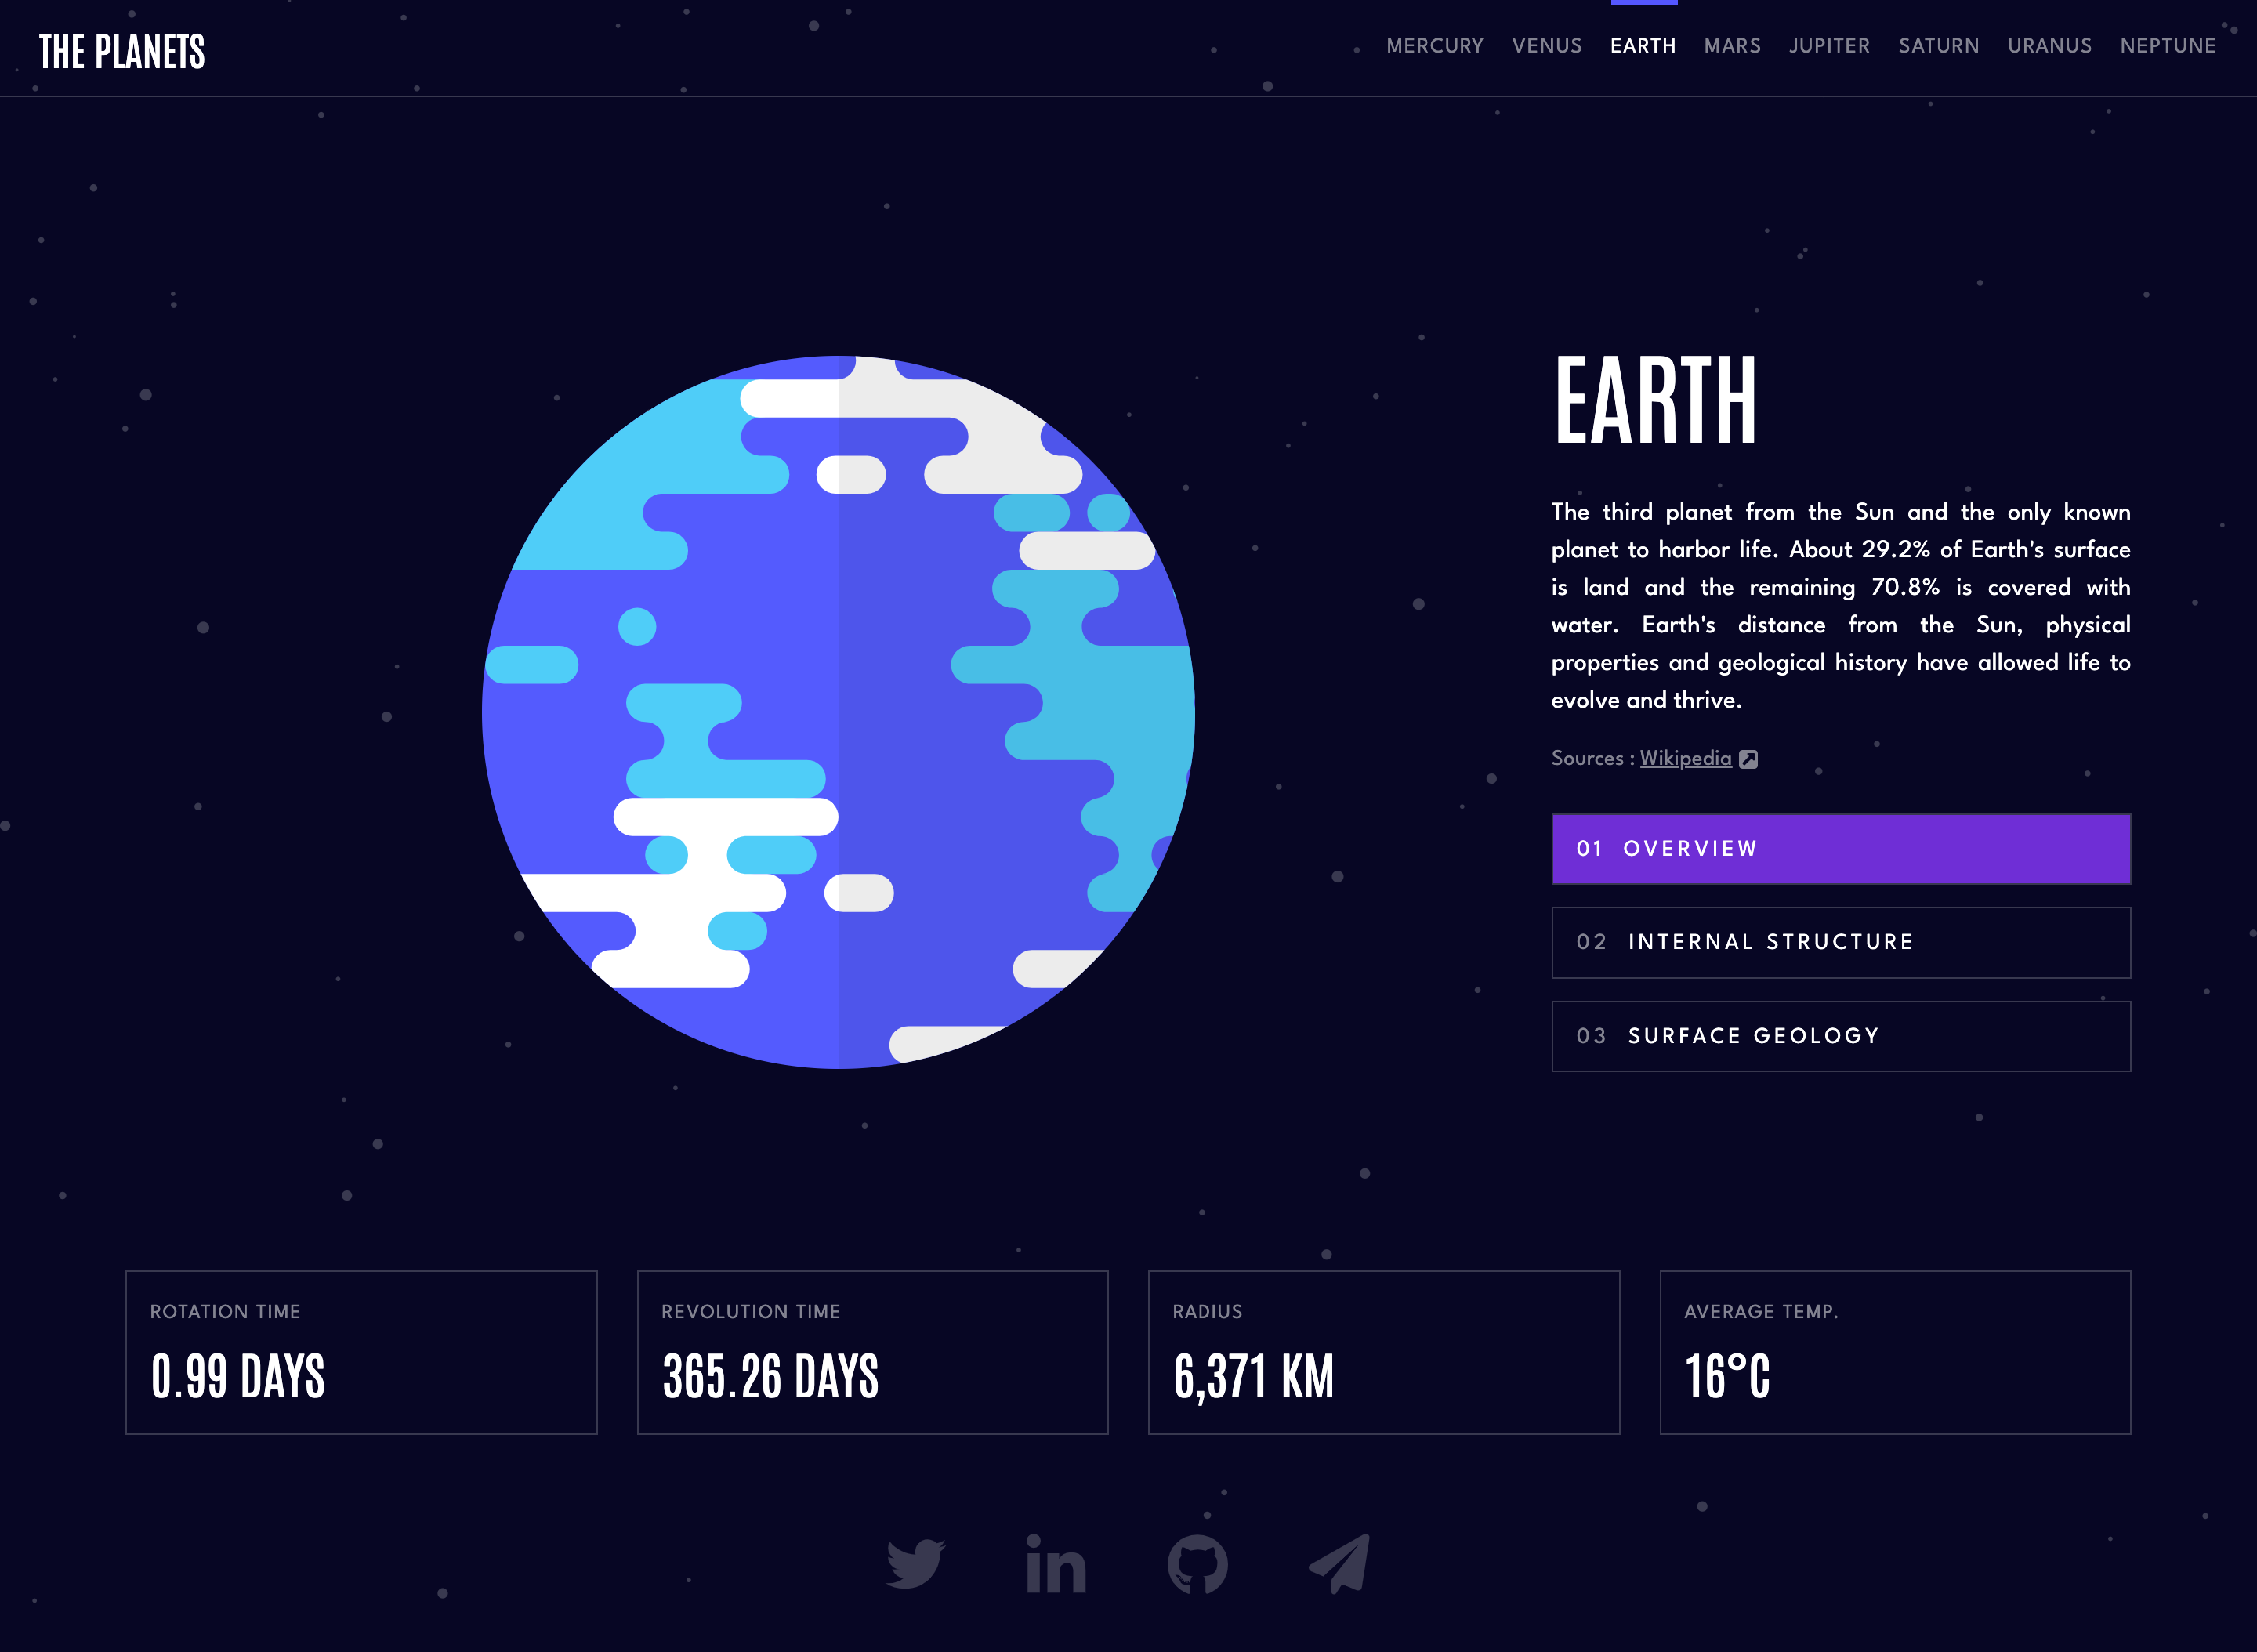 THE PLANETS
MERCURY VENUS EARTH MARS JUPITER SATURN URANUS NEPTUNE
EARTH
The third planet from the Sun and the only known
planet to harbor life. About 29.2% of Earth's surface
is land and the remaining 70.8% is covered with
water. Earth's distance from the Sun, physical
properties and geological history have allowed life to
evolve and thrive.
Sources : Wikipedia
01 OVERVIEW
02 INTERNAL STRUCTURE
03 SURFACE GEOLOGY
ROTATION TIME
0.99 DAYS
REVOLUTION TIME
365.26 DAYS
RADIUS
6,371 KM
AVERAGE TEMP.
16°C
in